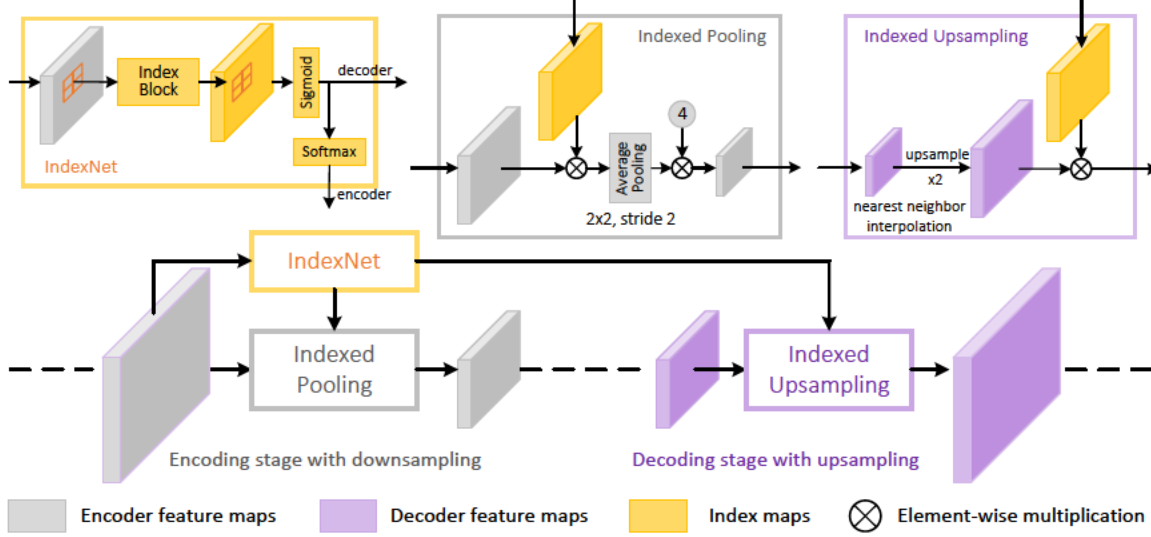 Index
Block
Sigmoid
decoder
Softmax
encoder
IndexNet
Indexed Pooling
4
Average
Pooling
2x2, stride 2
Indexed Upsampling
upsample
x2
nearest neighbor
interpolation
IndexNet
Indexed
Pooling
Indexed
Upsampling
Encoding stage with downsampling
Decoding stage with upsampling
Encoder feature maps
Decoder feature maps
Index maps
Element-wise multiplication